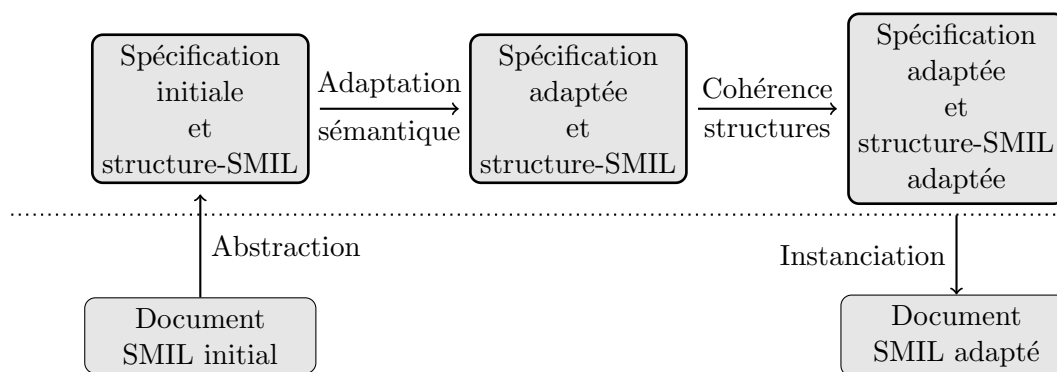 Spécification
initiale
et
structure-SMIL
Adaptation
sémantique
Spécification
adaptée
et
structure-SMIL
Cohérence
structures
Spécification
adaptée
et
structure-SMIL
adaptée
Abstraction
Instanciation
Document
SMIL initial
Document
SMIL adapté